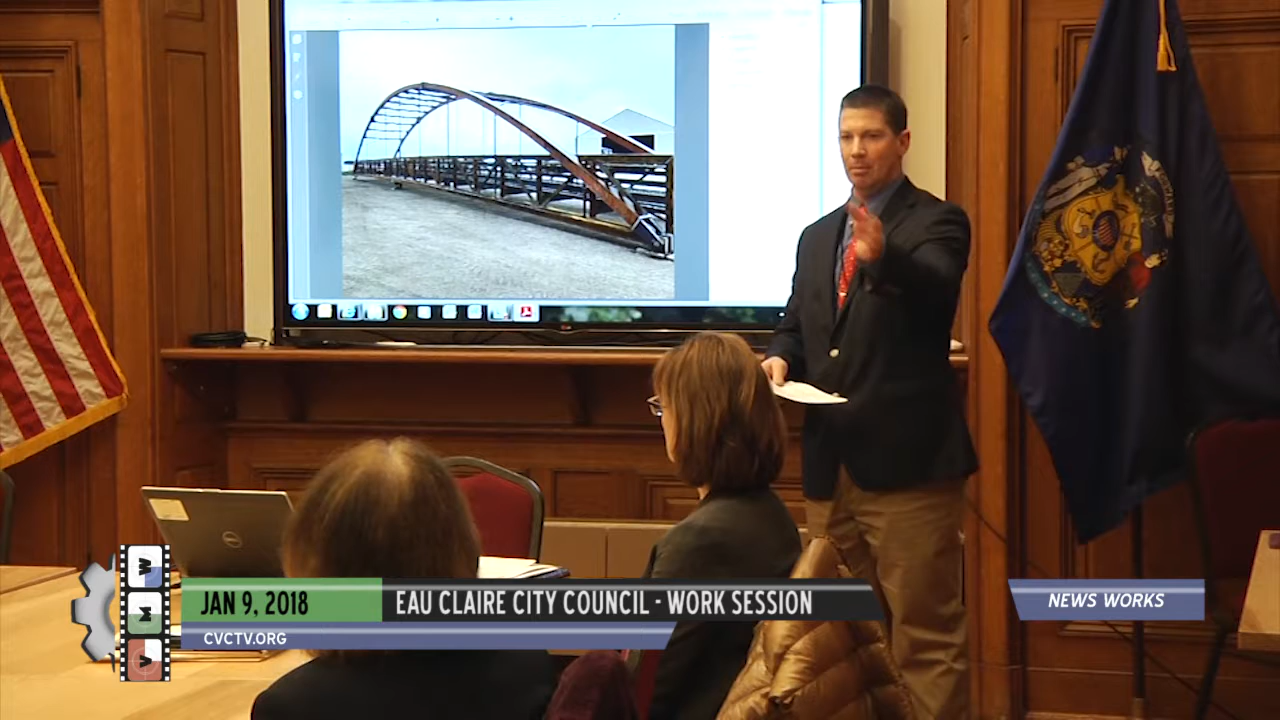 W
M
V
JAN 9, 2018
EAU CLAIRE CITY COUNCIL - WORK SESSION
CVCTV.ORG
NEWS WORKS